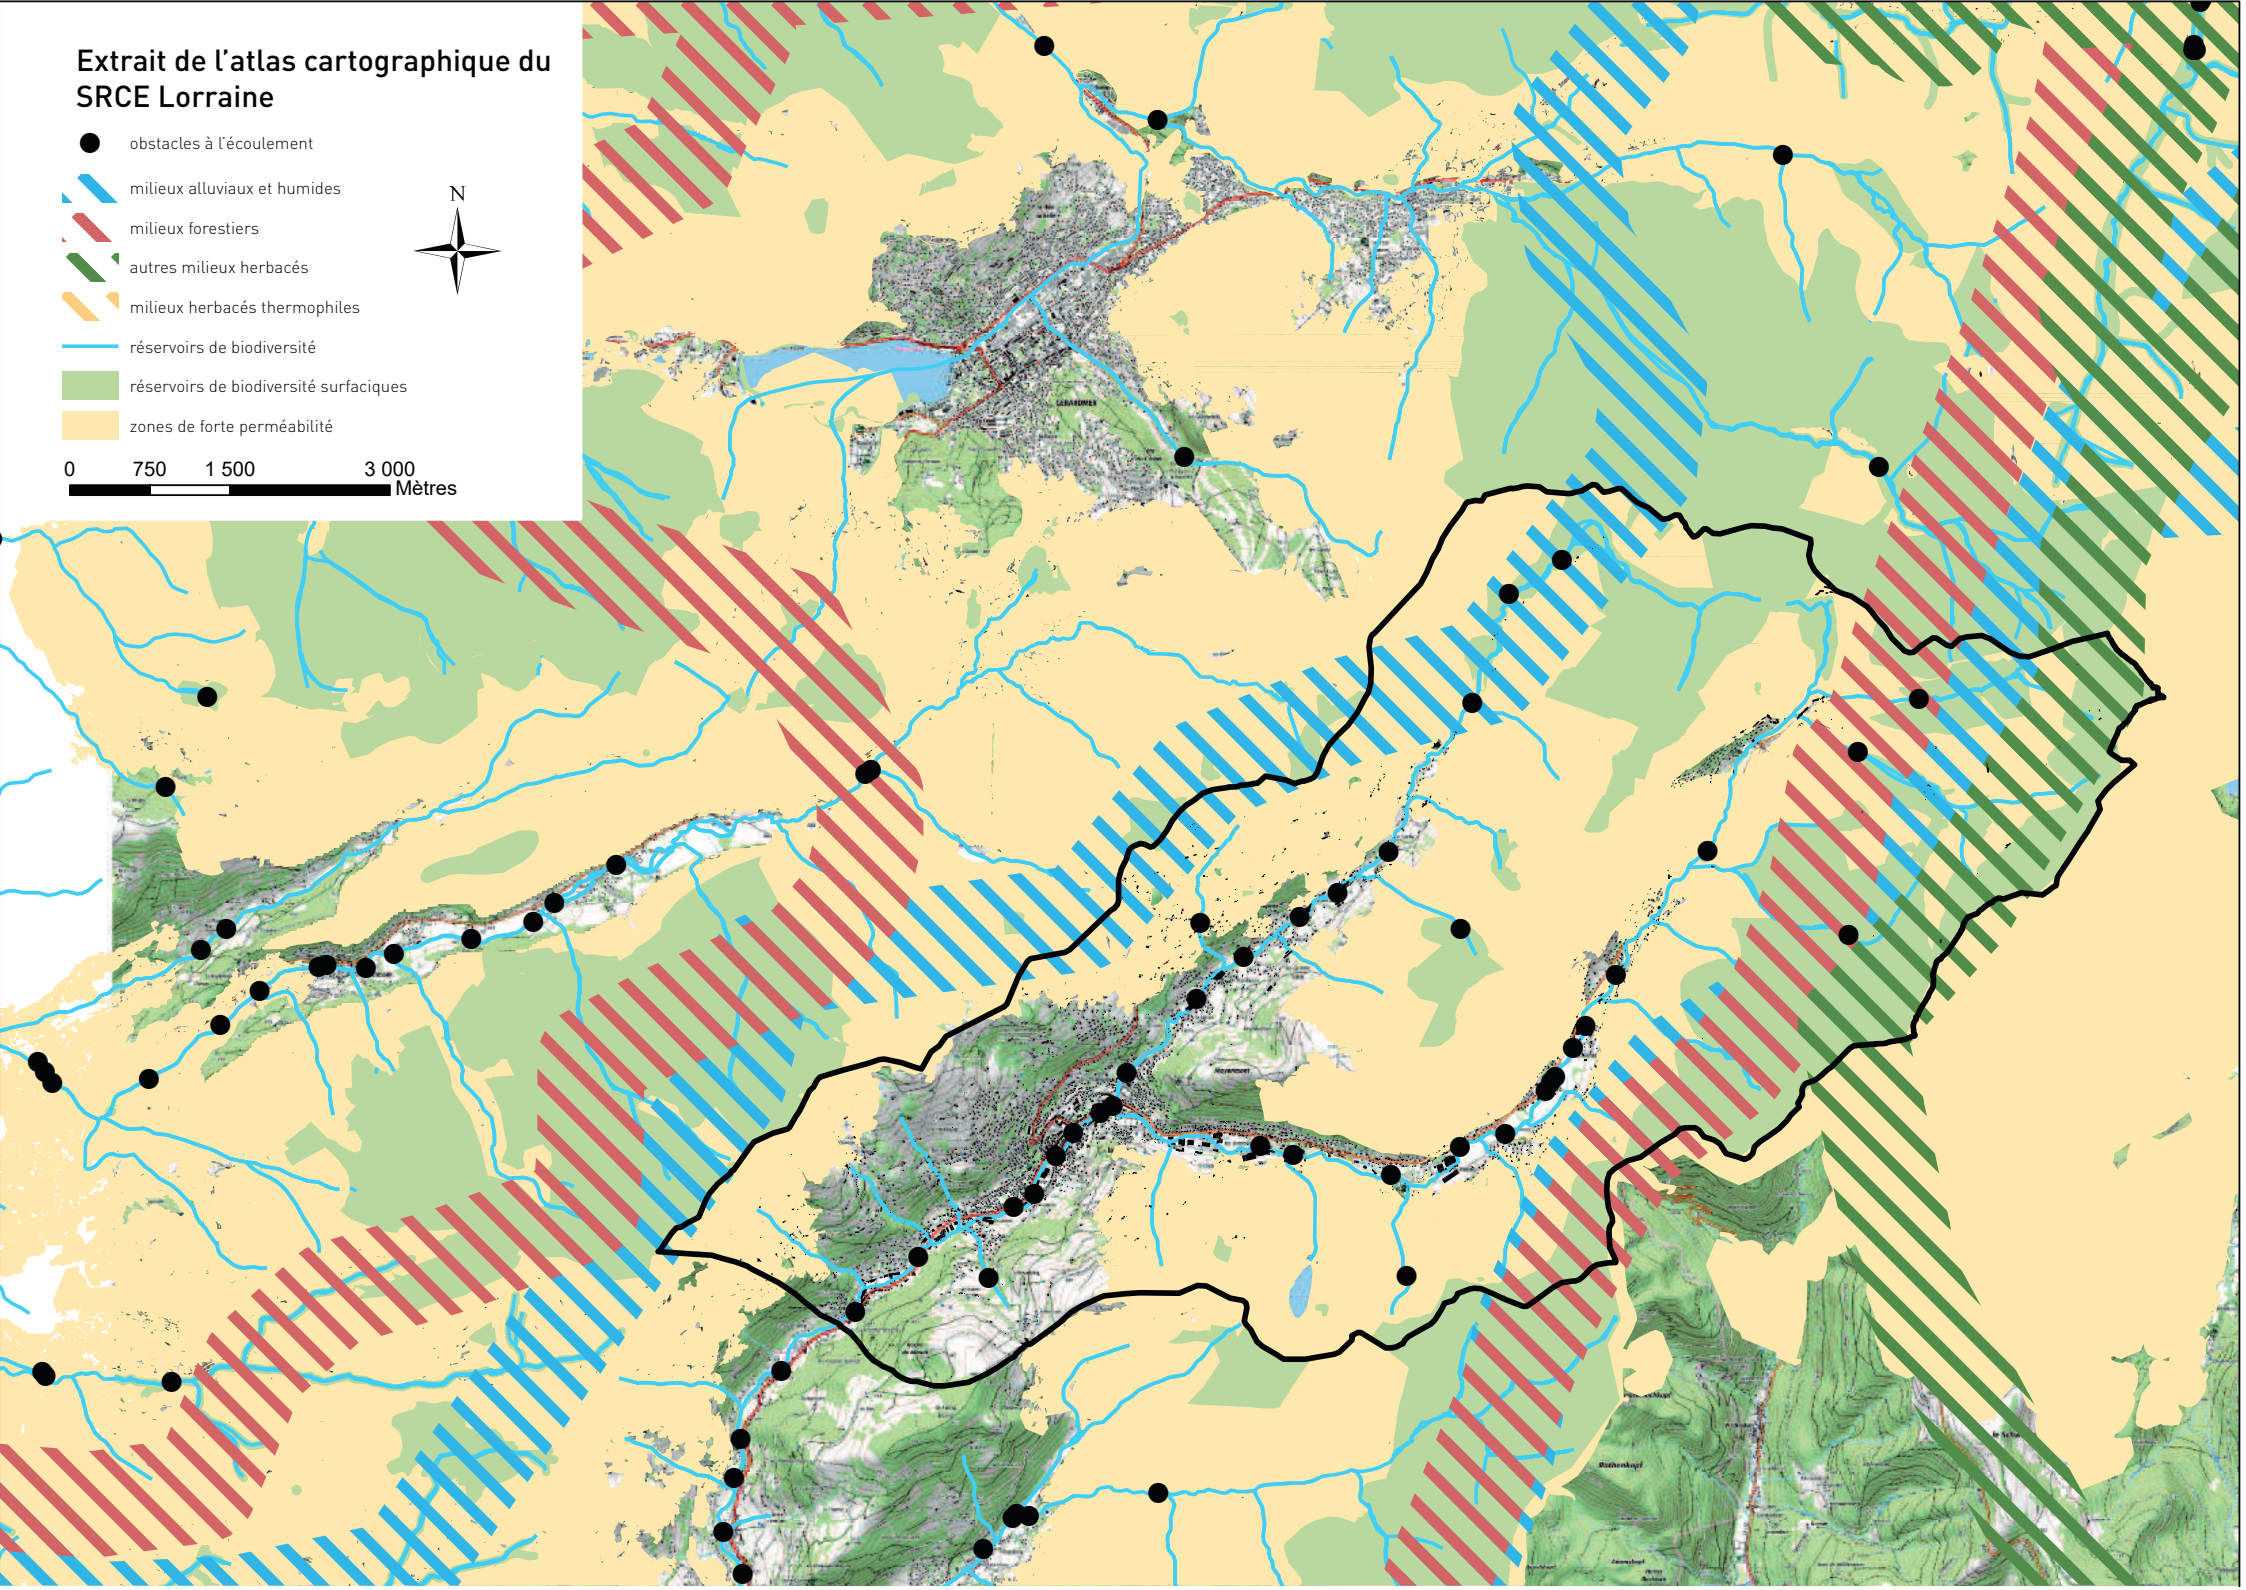 Extrait de l'atlas cartographique du
SRCE Lorraine
obstacles à l'écoulement
milieux alluviaux et humides
N
milieux forestiers
autres milieux herbacés
milieux herbacés thermophiles
réservoirs de biodiversité
réservoirs de biodiversité surfaciques
zones de forte perméabilité
0 750 1 500 3 000
Mètres
GERARDMER
Rothenkopf